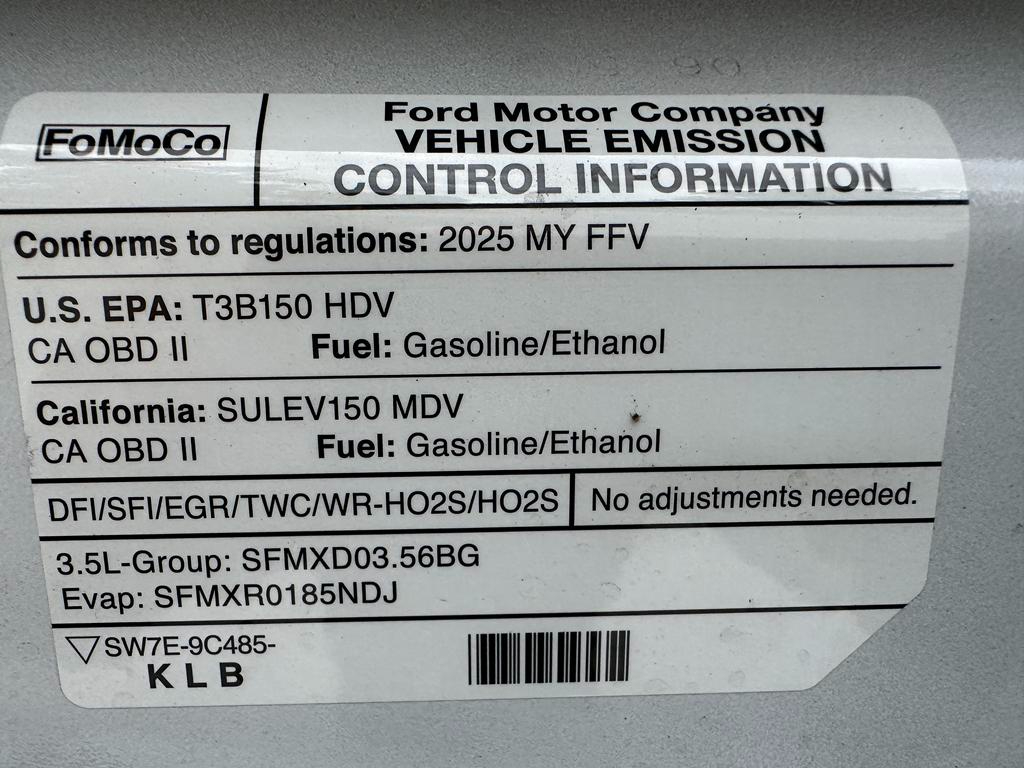 90
FoMoCo
Ford Motor Company
VEHICLE EMISSION
CONTROL INFORMATION
Conforms to regulations: 2025 MY FFV
U.S. EPA: T3B150 HDV
CA OBD II Fuel: Gasoline/Ethanol
California: SULEV150 MDV
CA OBD II Fuel: Gasoline/Ethanol
DFI/SFI/EGR/TWC/WR-HO2S/HO2S No adjustments needed.
3.5L-Group: SFMXD03.56BG
Evap: SFMXR0185NDJ
SW7E-9C485-
K L B